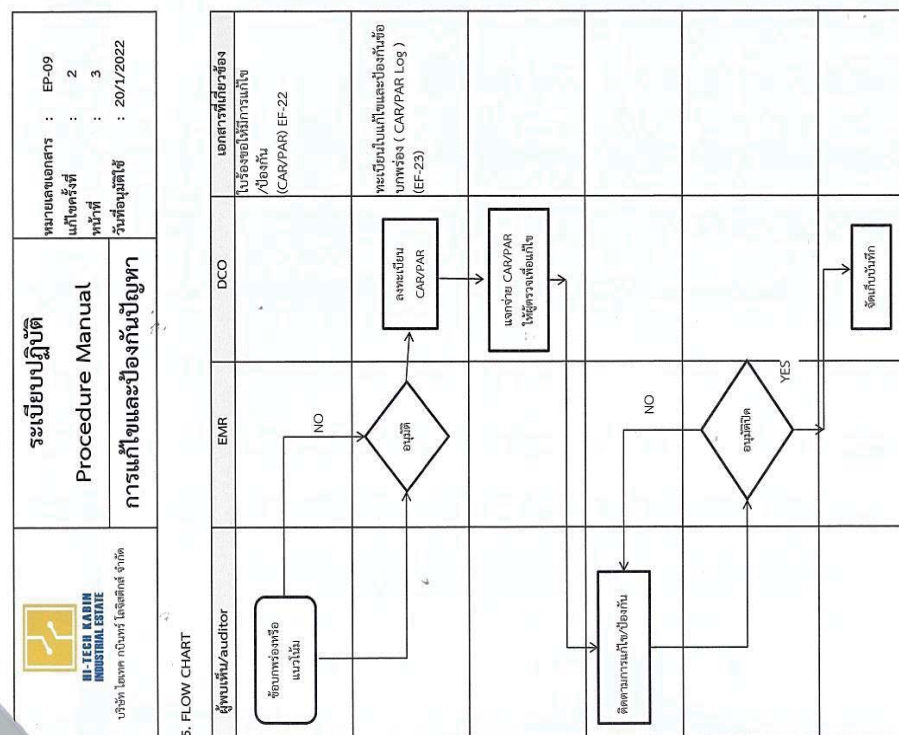 HI-TECH KABIN
INDUSTRIAL ESTATE
บริษัท ไฮเทค กบินทร์ โลจิสติกส์ จำกัด
ระเบียบปฏิบัติ
Procedure Manual
การแก้ไขและป้องกันปัญหา
หมายเลขเอกสาร : EP-09
แก้ไขครั้งที่ : 2
หน้าที่ : 3
วันที่อนุมัติใช้ : 20/1/2022
5. FLOW CHART
ผู้พบเห็น/auditor
EMR
DCO
เอกสารที่เกี่ยวข้อง
ข้อบกพร่องหรือ
แนวโน้ม
NO
อนุมัติ
ลงทะเบียน
CAR/PAR
ใบร้องขอให้มีการแก้ไข
/ป้องกัน
(CAR/PAR) EF-22
ทะเบียนใบแก้ไขและป้องกันข้อ
บกพร่อง ( CAR/PAR Log )
(EF-23)
แจกจ่าย CAR/PAR
ให้ผู้ตรวจเพื่อแก้ไข
ติดตามการแก้ไข/ป้องกัน
NO
อนุมัติปิด
YES
จัดเก็บบันทึก